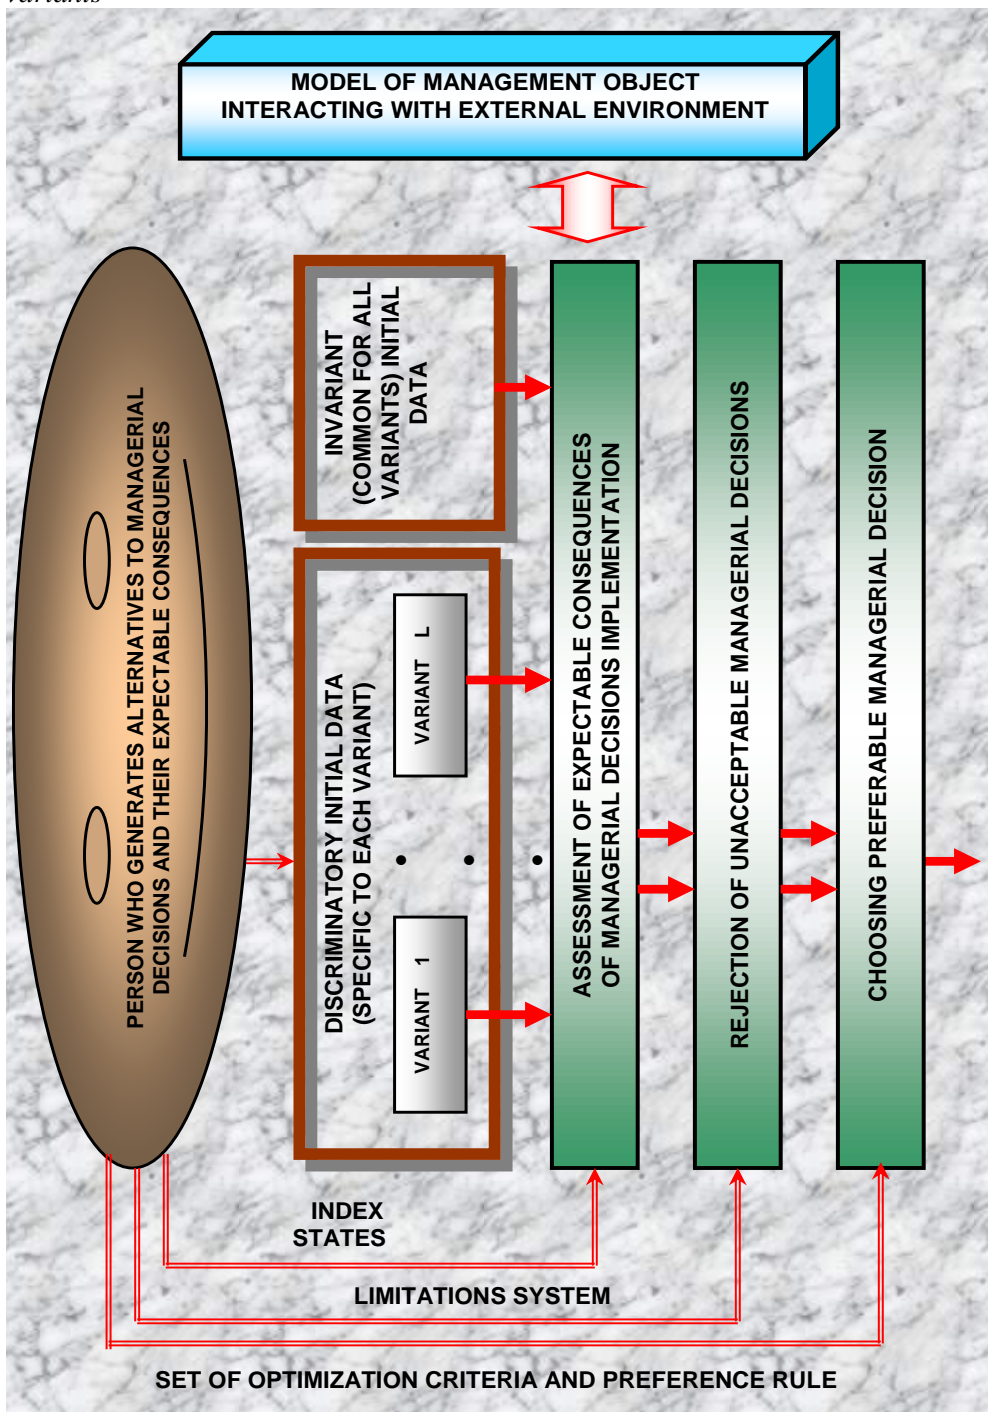 variants
MODEL OF MANAGEMENT OBJECT
INTERACTING WITH EXTERNAL ENVIRONMENT
PERSON WHO GENERATES ALTERNATIVES TO MANAGERIAL
DECISIONS AND THEIR EXPECTABLE CONSEQUENCES
INVARIANT
(COMMON FOR ALL
VARIANTS) INITIAL
DATA
DISCRIMINATORY INITIAL DATA
(SPECIFIC TO EACH VARIANT)
VARIANT L
VARIANT 1
ASSESSMENT OF EXPECTABLE CONSEQUENCES
OF MANAGERIAL DECISIONS IMPLEMENTATION
REJECTION OF UNACCEPTABLE MANAGERIAL DECISIONS
CHOOSING PREFERABLE MANAGERIAL DECISION
INDEX
STATES
LIMITATIONS SYSTEM
SET OF OPTIMIZATION CRITERIA AND PREFERENCE RULE